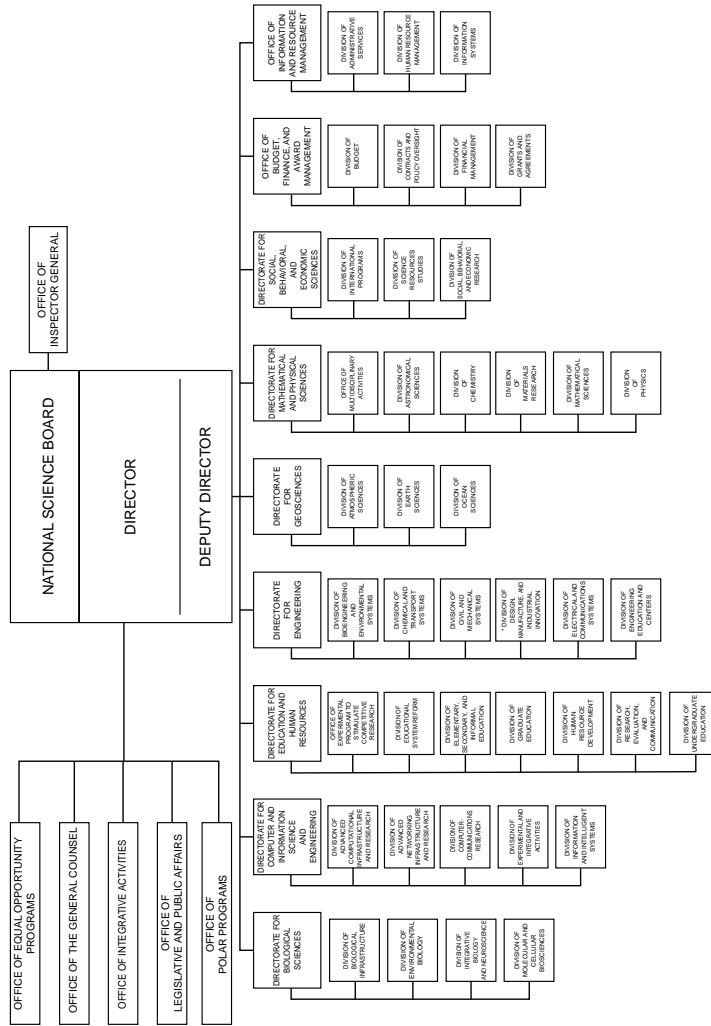 NATIONAL SCIENCE BOARD
DIRECTOR
DEPUTY DIRECTOR
OFFICE OF
INSPECTOR GENERAL
OFFICE OF EQUAL OPPORTUNITY
PROGRAMS
OFFICE OF THE GENERAL COUNSEL
OFFICE OF INTEGRATIVE ACTIVITIES
OFFICE OF
LEGISLATIVE AND PUBLIC AFFAIRS
OFFICE OF
POLAR PROGRAMS
DIRECTORATE FOR
BIOLOGICAL
SCIENCES
DIVISION OF
BIOLOGICAL
INFRASTRUCTURE
DIVISION OF
ENVIRONMENTAL
BIOLOGY
DIVISION OF
INTEGRATIVE
BIOLOGY
AND NEUROSCIENCE
DIVISION OF
MOLECULAR AND
CELLULAR
BIOSCIENCES
DIRECTORATE FOR
COMPUTER AND
INFORMATION
SCIENCE
AND
ENGINEERING
DIVISION OF
ADVANCED
COMPUTATIONAL
INFRASTRUCTURE
AND RESEARCH
DIVISION OF
ADVANCED
NETWORKING
INFRASTRUCTURE
AND RESEARCH
DIVISION OF
COMPUTER-
COMMUNICATIONS
RESEARCH
DIVISION OF
EXPERIMENTAL AND
INTEGRATIVE
ACTIVITIES
DIVISION OF
INFORMATION
AND INTELLIGENT
SYSTEMS
DIRECTORATE FOR
EDUCATION AND
HUMAN
RESOURCES
OFFICE OF
EXPERIMENTAL
PROGRAM TO
STIMULATE
COMPETITIVE
RESEARCH
DIVISION OF
EDUCATIONAL
SYSTEM REFORM
DIVISION OF
ELEMENTARY,
SECONDARY, AND
INFORMAL
EDUCATION
DIVISION OF
GRADUATE
EDUCATION
DIVISION OF
HUMAN
RESOURCE
DEVELOPMENT
DIVISION OF
RESEARCH,
EVALUATION,
AND
COMMUNICATION
DIVISION OF
UNDERGRADUATE
EDUCATION
DIRECTORATE
FOR
ENGINEERING
DIVISION OF
BIOENGINEERING
AND
ENVIRONMENTAL
SYSTEMS
DIVISION OF
CHEMICAL AND
TRANSPORT
SYSTEMS
DIVISION OF
CIVIL AND
MECHANICAL
SYSTEMS
* DIVISION OF
DESIGN,
MANUFACTURE, AND
INDUSTRIAL
INNOVATION
DIVISION OF
ELECTRICAL AND
COMMUNICATIONS
SYSTEMS
DIVISION OF
ENGINEERING
EDUCATION AND
CENTERS
DIRECTORATE
FOR
GEOSCIENCES
DIVISION OF
ATMOSPHERIC
SCIENCES
DIVISION OF
EARTH
SCIENCES
DIVISION OF
OCEAN
SCIENCES
DIRECTORATE FOR
MATHEMATICAL
AND PHYSICAL
SCIENCES
OFFICE OF
MULTIDISCIPLINARY
ACTIVITIES
DIVISION OF
ASTRONOMICAL
SCIENCES
DIVISION
OF
CHEMISTRY
DIVISION
OF
MATERIALS
RESEARCH
DIVISION OF
MATHEMATICAL
SCIENCES
DIVISION
OF
PHYSICS
DIRECTORATE FOR
SOCIAL,
BEHAVIORAL,
AND
ECONOMIC
SCIENCES
DIVISION OF
INTERNATIONAL
PROGRAMS
DIVISION OF
SCIENCE
RESOURCES
STUDIES
DIVISION OF
SOCIAL, BEHAVIORAL,
AND ECONOMIC
RESEARCH
OFFICE OF
BUDGET,
FINANCE, AND
AWARD
MANAGEMENT
DIVISION OF
BUDGET
DIVISION OF
CONTRACTS AND
POLICY OVERSIGHT
DIVISION OF
FINANCIAL
MANAGEMENT
DIVISION OF
GRANTS AND
AGREEMENTS
OFFICE OF
INFORMATION
AND RESOURCE
MANAGEMENT
DIVISION OF
ADMINISTRATIVE
SERVICES
DIVISION OF
HUMAN RESOURCE
MANAGEMENT
DIVISION OF
INFORMATION
SYSTEMS